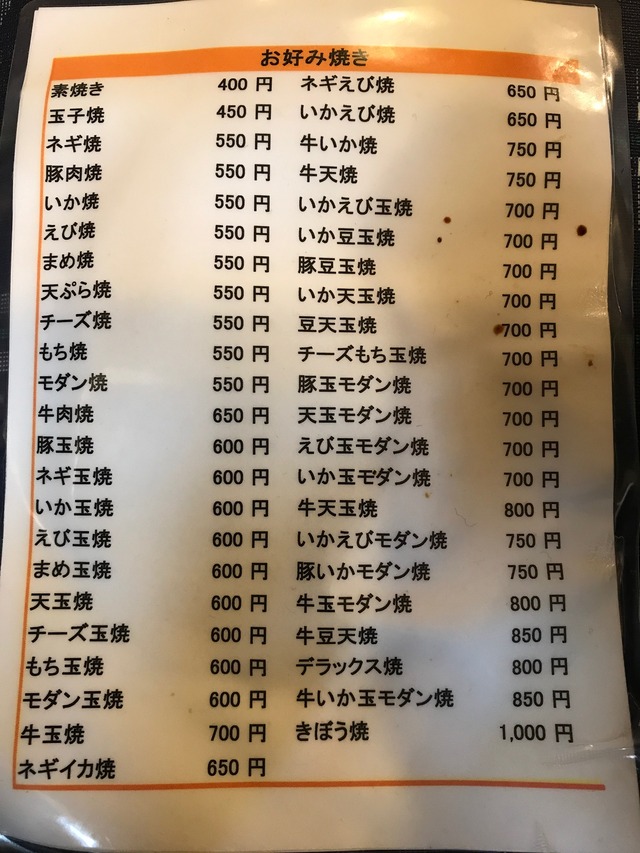 お好み焼き
素焼き 400 円
玉子焼 450 円
ネギ焼 550 円
豚肉焼 550 円
いか焼 550 円
えび焼 550 円
まめ焼 550 円
天ぷら焼 550 円
チーズ焼 550 円
もち焼 550 円
モダン焼 550 円
牛肉焼 650 円
豚玉焼 600 円
ネギ玉焼 600 円
いか玉焼 600 円
えび玉焼 600 円
まめ玉焼 600 円
天玉焼 600 円
チーズ玉焼 600 円
もち玉焼 600 円
モダン玉焼 600 円
牛玉焼 700 円
ネギイカ焼 650 円
ネギえび焼 650 円
いかえび焼 650 円
牛いか焼 750 円
牛天焼 750 円
いかえび玉焼 700 円
いか豆玉焼 700 円
豚豆玉焼 700 円
いか天玉焼 700 円
豆天玉焼 700 円
チーズもち玉焼 700 円
豚玉モダン焼 700 円
天玉モダン焼 700 円
えび玉モダン焼 700 円
いか玉モダン焼 700 円
牛天玉焼 800 円
いかえびモダン焼 750 円
豚いかモダン焼 750 円
牛玉モダン焼 800 円
牛豆天焼 850 円
デラックス焼 800 円
牛いか玉モダン焼 850 円
きぼう焼 1,000 円